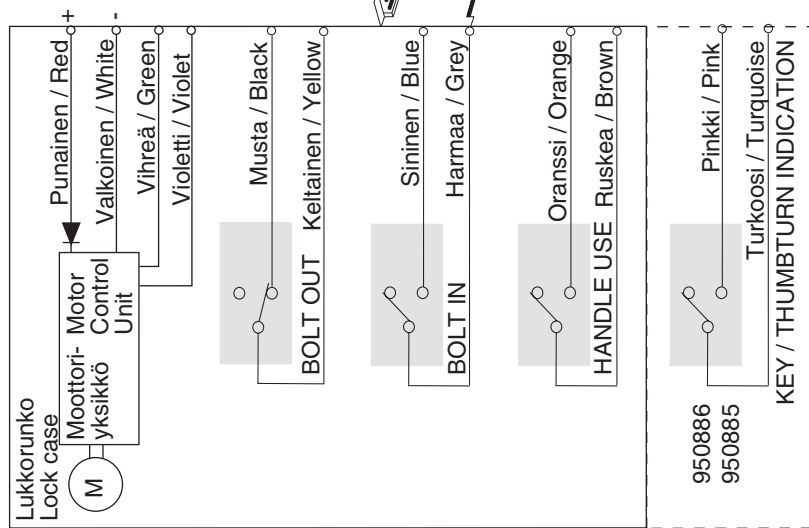 Lukkorunko
Lock case
M
Moottori-
yksikkö
Motor
Control
Unit
+
-
Punainen / Red
Valkoinen / White
Vihreä / Green
Violetti / Violet
Musta / Black
Keltainen / Yellow
BOLT OUT
Sininen / Blue
Harmaa / Grey
BOLT IN
Oranssi / Orange
Ruskea / Brown
HANDLE USE
950886
950885
Pinkki / Pink
Turkoosi / Turquoise
KEY / THUMBTURN INDICATION